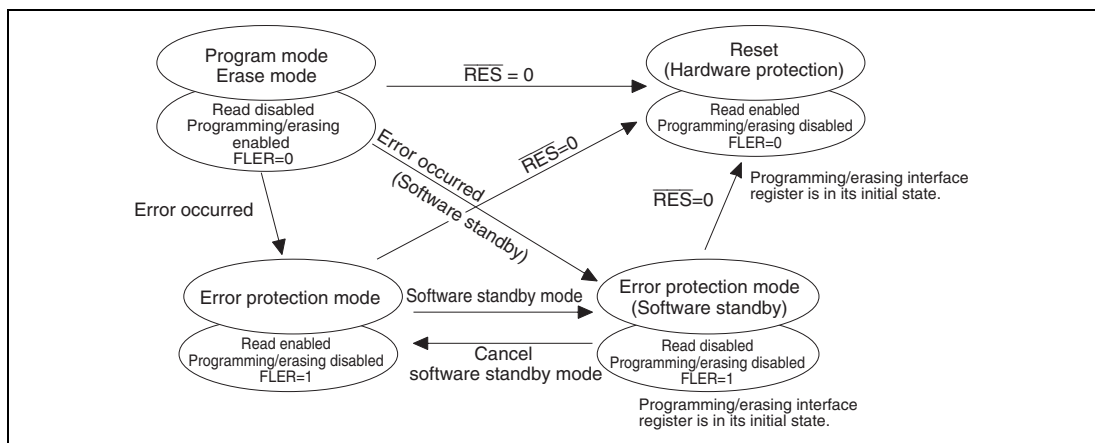 Program mode
Erase mode
Read disabled
Programming/erasing
enabled
FLER=0
RES = 0
Reset
(Hardware protection)
Read enabled
Programming/erasing disabled
FLER=0
Programming/erasing interface
register is in its initial state.
Error occurred
Error occurred
(Software standby)
RES=0
RES=0
Error protection mode
Read enabled
Programming/erasing disabled
FLER=1
Software standby mode
Cancel
software standby mode
Error protection mode
(Software standby)
Read disabled
Programming/erasing disabled
FLER=1
Programming/erasing interface
register is in its initial state.